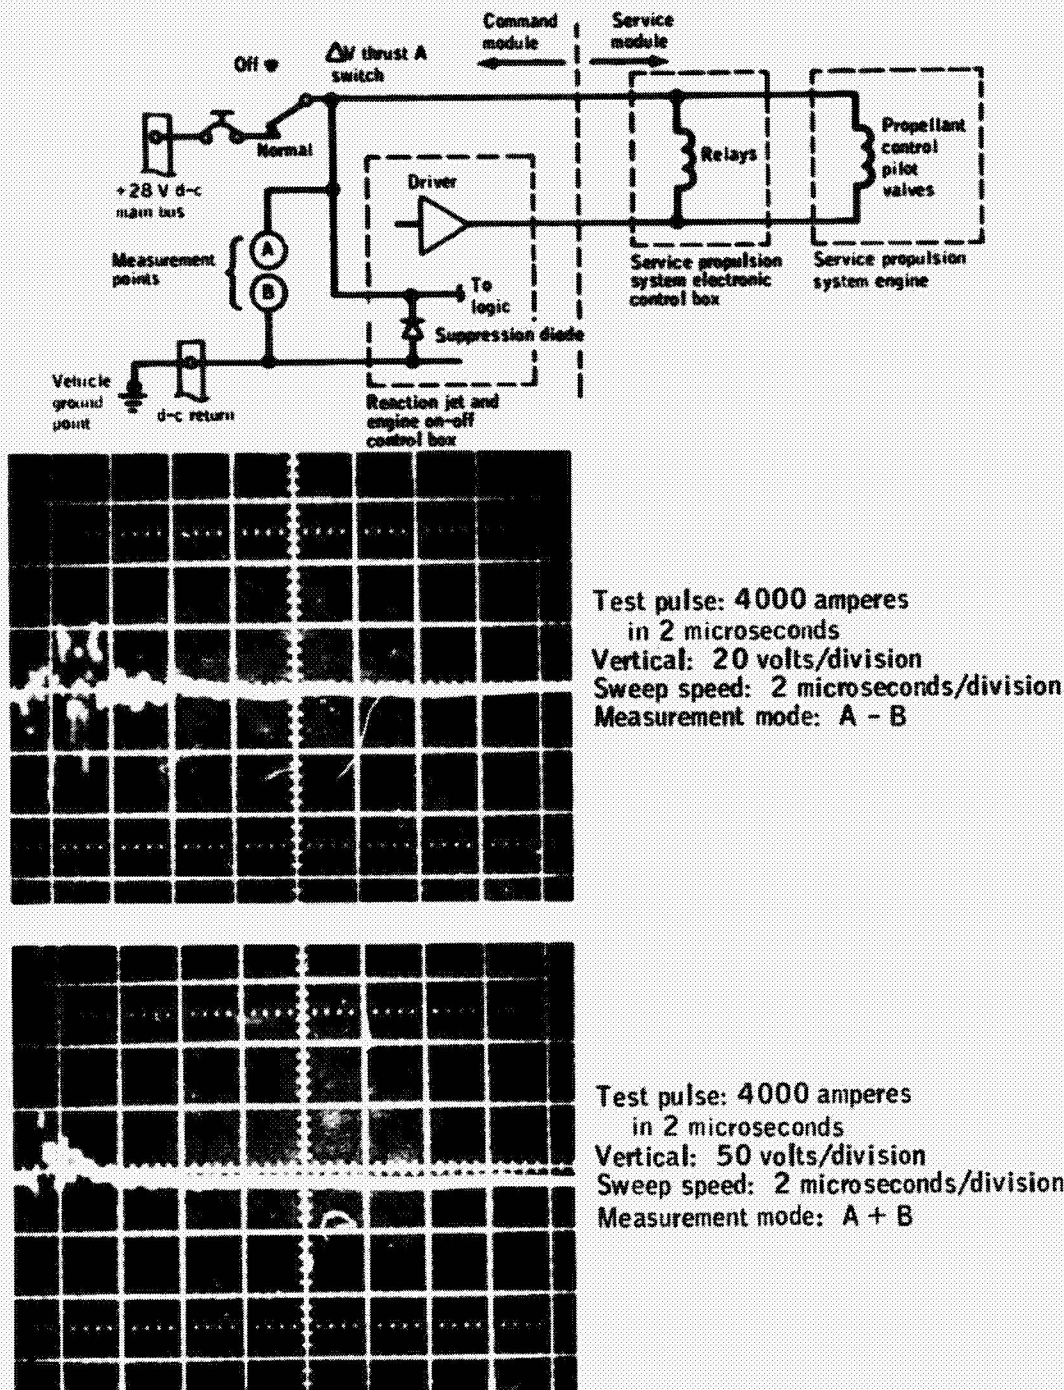 Command
module
Service
module
Off
ΔV thrust A
switch
Normal
+28 V d-c
main bus
Measurement
points
A
B
Driver
To
logic
Suppression diode
Relays
Propellant
control
pilot
valves
Service propulsion
system electronic
control box
Service propulsion
system engine
Vehicle
ground
point
d-c return
Reaction jet and
engine on-off
control box
Test pulse: 4000 amperes
in 2 microseconds
Vertical: 20 volts/division
Sweep speed: 2 microseconds/division
Measurement mode: A - B
Test pulse: 4000 amperes
in 2 microseconds
Vertical: 50 volts/division
Sweep speed: 2 microseconds/division
Measurement mode: A + B